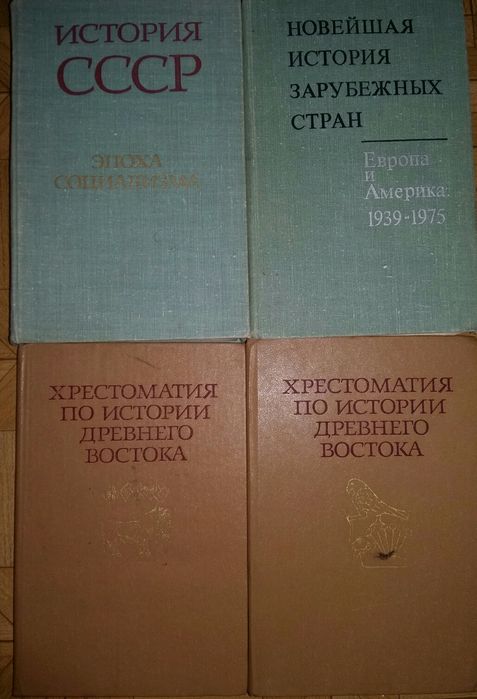 ИСТОРИЯ
СССР
ЭПОХА
СОЦИАЛИЗМА
НОВЕЙШАЯ
ИСТОРИЯ
ЗАРУБЕЖНЫХ
СТРАН
Европа
и
Америка
1939-1975
ХРЕСТОМАТИЯ
ПО ИСТОРИИ
ДРЕВНЕГО
ВОСТОКА
ХРЕСТОМАТИЯ
ПО ИСТОРИИ
ДРЕВНЕГО
ВОСТОКА